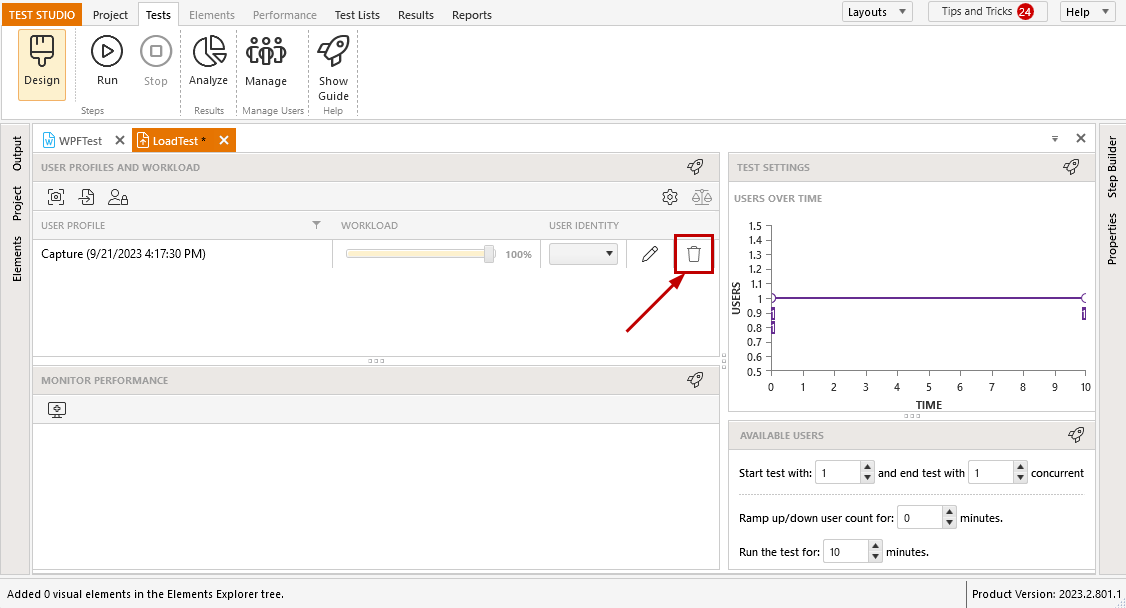 TEST STUDIO Project Tests Elements Performance Test Lists Results Reports Layouts Tips and Tricks 24 Help
Design Run Stop Analyze Manage Show
Guide
Steps Results Manage Users Help
Output
Project
Elements
WPFTest LoadTest *
USER PROFILES AND WORKLOAD
USER PROFILE WORKLOAD USER IDENTITY
Capture (9/21/2023 4:17:30 PM) 100%
MONITOR PERFORMANCE
TEST SETTINGS
USERS OVER TIME
1.5
1.4
1.3
1.2
1.1
1
0.9
0.8
0.7
0.6
0.5
USERS
1 1
1
0 1 2 3 4 5 6 7 8 9 10
TIME
AVAILABLE USERS
Start test with: 1 and end test with 1 concurrent
Ramp up/down user count for: 0 minutes.
Run the test for: 10 minutes.
Step Builder
Properties
Added 0 visual elements in the Elements Explorer tree. Product Version: 2023.2.801.1